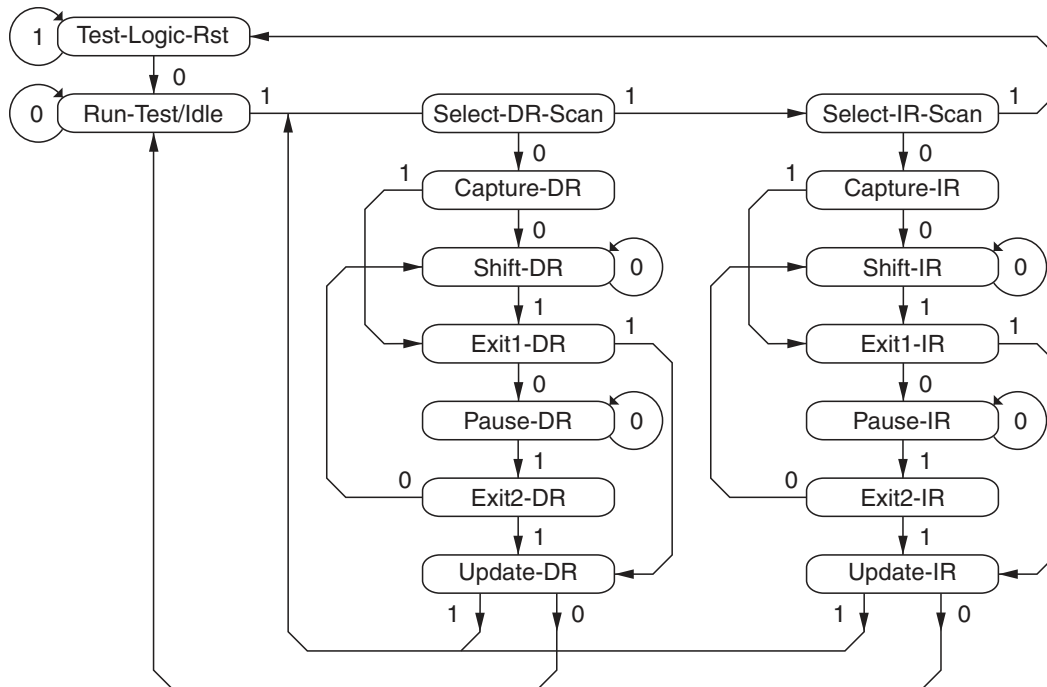 1 Test-Logic-Rst
0
0 Run-Test/Idle 1 Select-DR-Scan 1 Select-IR-Scan 1
0 0
1 Capture-DR 1 Capture-IR
0 0
Shift-DR 0 Shift-IR 0
1 1
Exit1-DR 1 Exit1-IR 1
0 0
Pause-DR 0 Pause-IR 0
1 1
0 Exit2-DR 0 Exit2-IR
1 1
Update-DR Update-IR
1 0 1 0